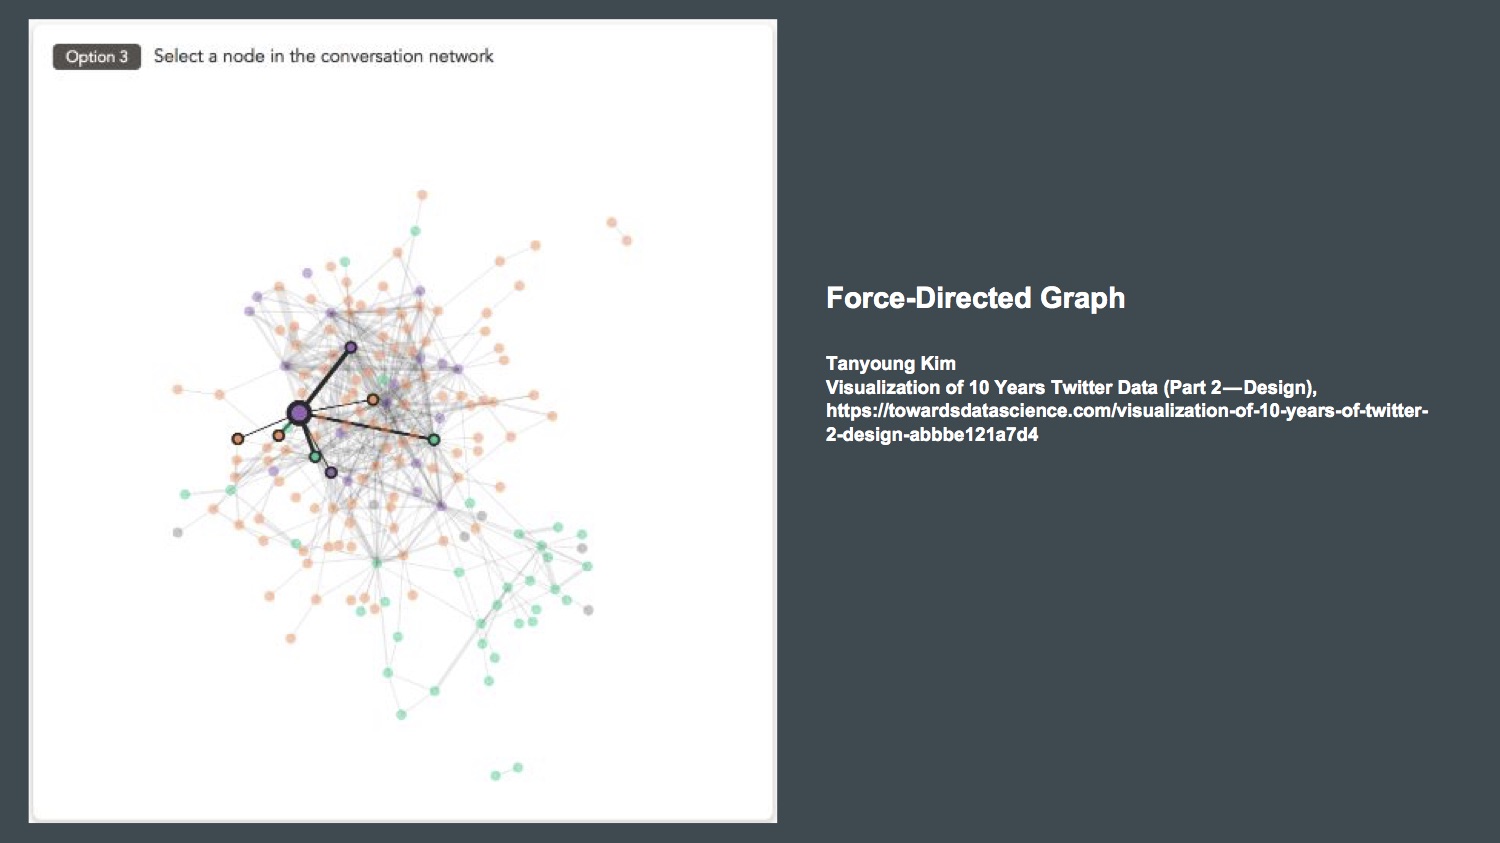 Option 3 Select a node in the conversation network
Force-Directed Graph
Tanyoung Kim
Visualization of 10 Years Twitter Data (Part 2 — Design),
https://towardsdatascience.com/visualization-of-10-years-of-twitter-
2-design-abbbe121a7d4